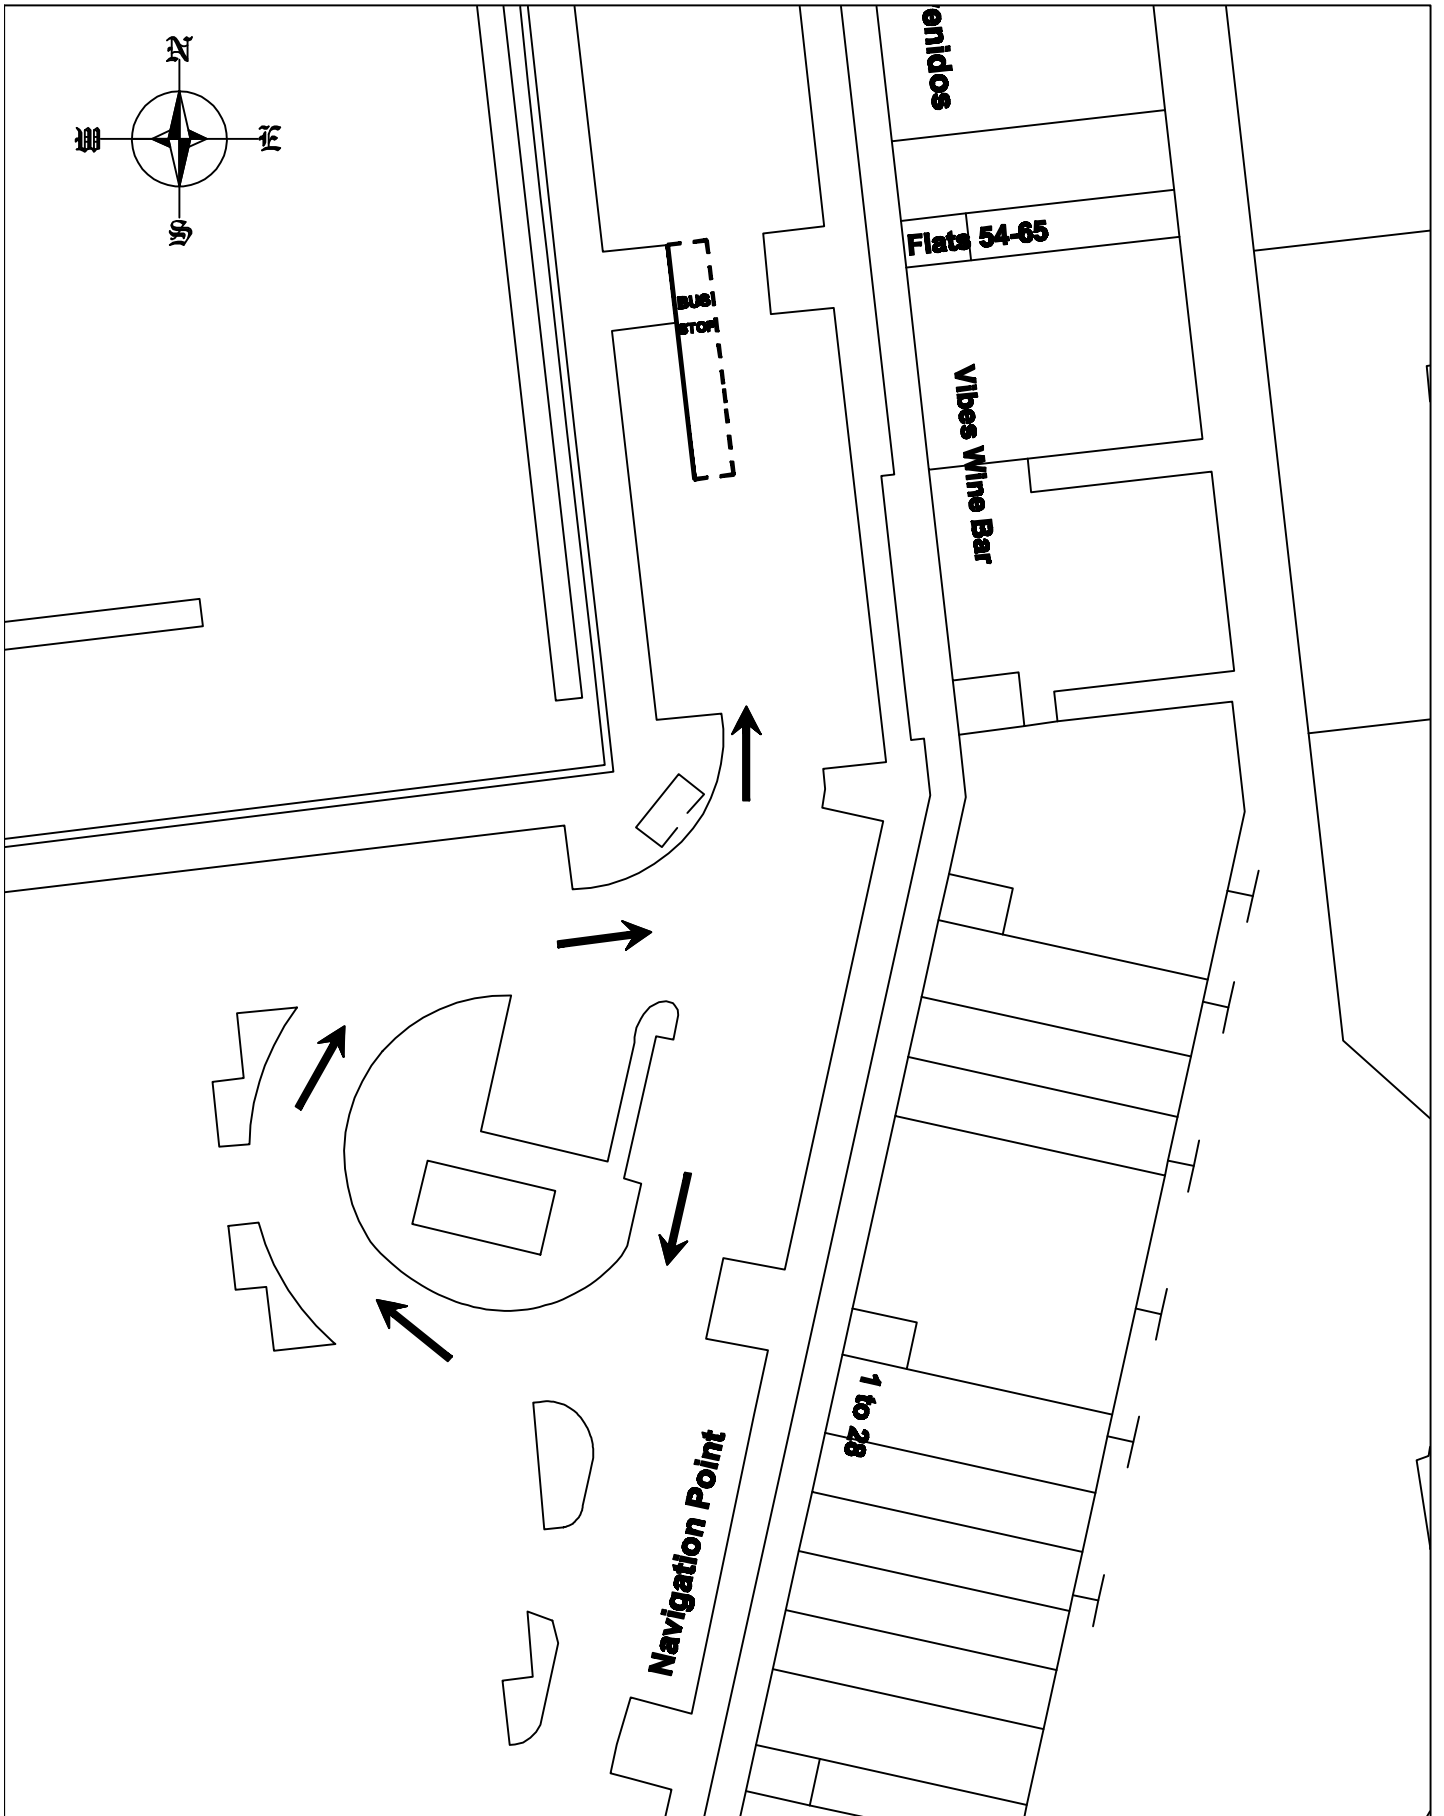 enidos
N
W
E
S
Flats 54-65
BUS
STOP
Vibes Wine Bar
1 to 28
Navigation Point